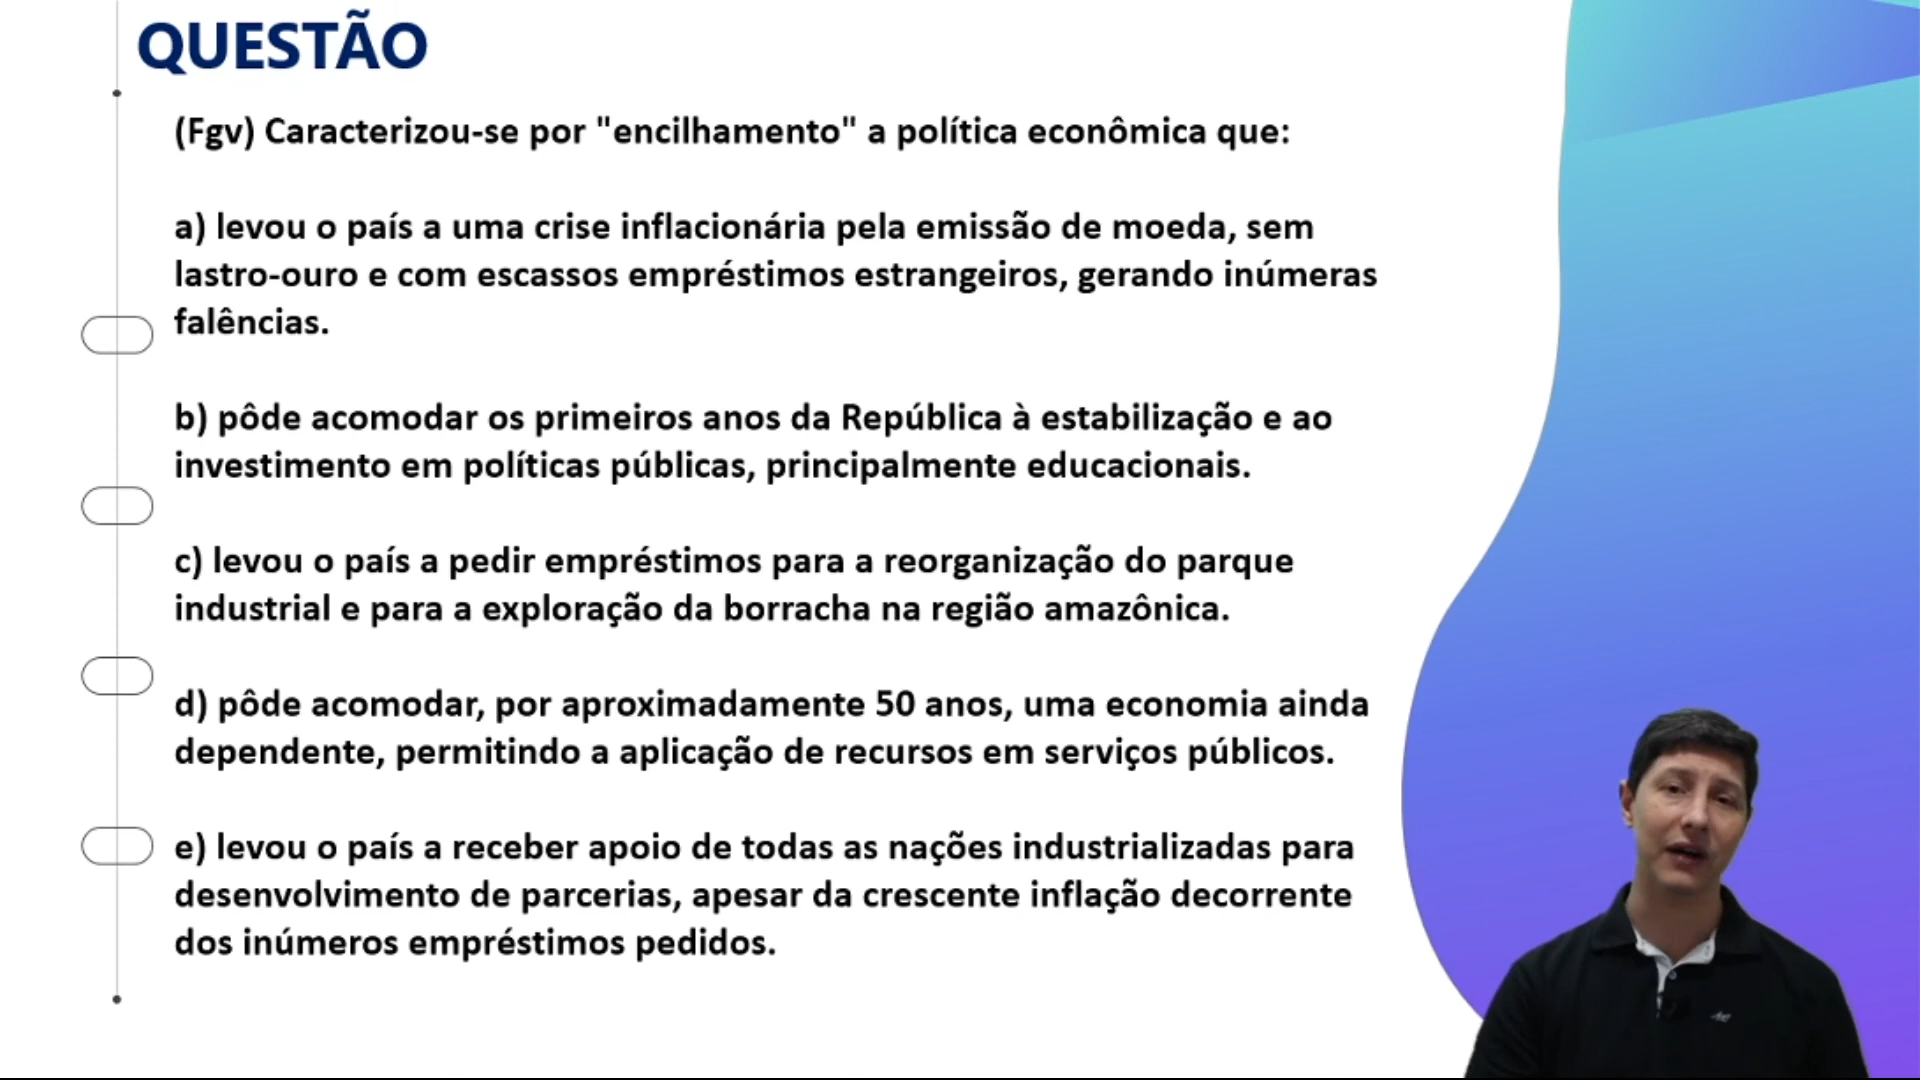 QUESTÃO
(Fgv) Caracterizou-se por "encilhamento" a política econômica que:
a) levou o país a uma crise inflacionária pela emissão de moeda, sem
lastro-ouro e com escassos empréstimos estrangeiros, gerando inúmeras
falências.
b) pôde acomodar os primeiros anos da República à estabilização e ao
investimento em políticas públicas, principalmente educacionais.
c) levou o país a pedir empréstimos para a reorganização do parque
industrial e para a exploração da borracha na região amazônica.
d) pôde acomodar, por aproximadamente 50 anos, uma economia ainda
dependente, permitindo a aplicação de recursos em serviços públicos.
e) levou o país a receber apoio de todas as nações industrializadas para
desenvolvimento de parcerias, apesar da crescente inflação decorrente
dos inúmeros empréstimos pedidos.